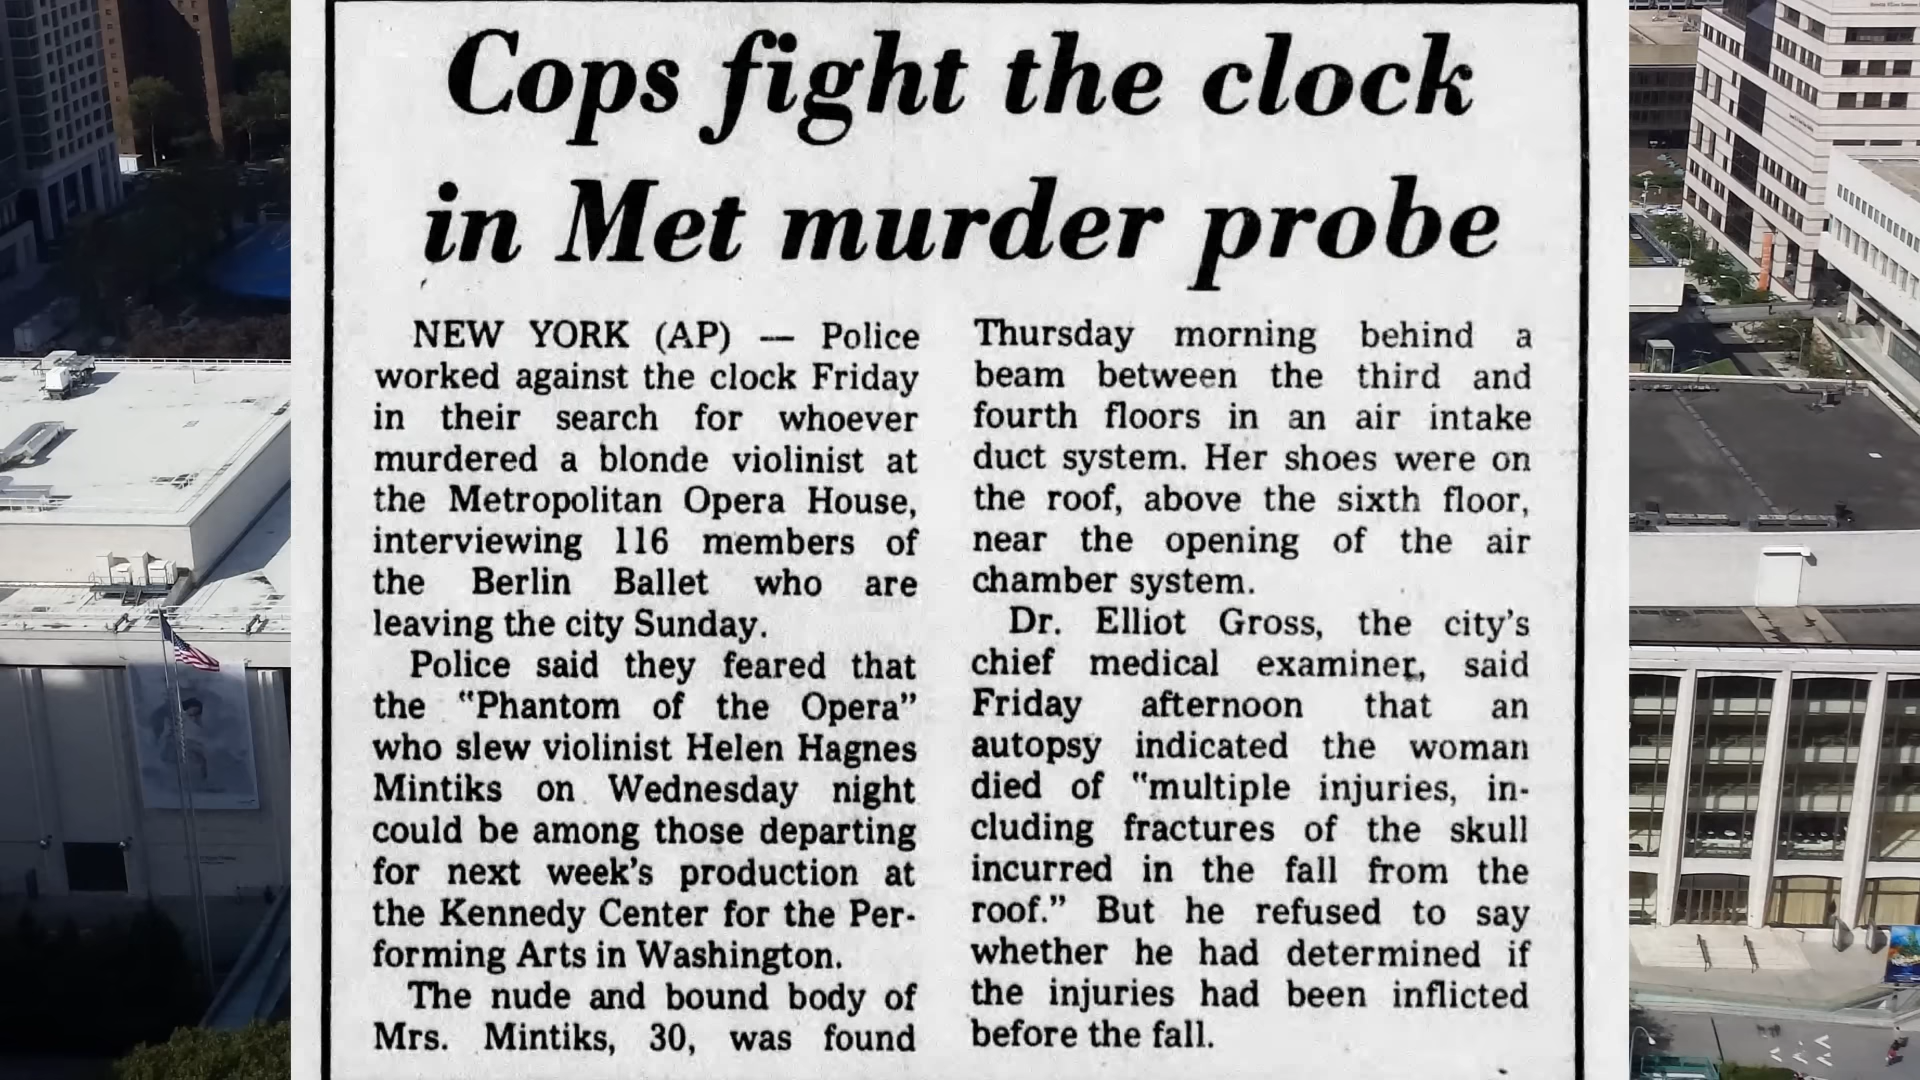 Cops fight the clock
in Met murder probe
NEW YORK (AP) — Police
worked against the clock Friday
in their search for whoever
murdered a blonde violinist at
the Metropolitan Opera House,
interviewing 116 members of
the Berlin Ballet who are
leaving the city Sunday.
Police said they feared that
the "Phantom of the Opera"
who slew violinist Helen Hagnes
Mintiks on Wednesday night
could be among those departing
for next week's production at
the Kennedy Center for the Per-
forming Arts in Washington.
The nude and bound body of
Mrs. Mintiks, 30, was found
Thursday morning behind a
beam between the third and
fourth floors in an air intake
duct system. Her shoes were on
the roof, above the sixth floor,
near the opening of the air
chamber system.
Dr. Elliot Gross, the city's
chief medical examiner, said
Friday afternoon that an
autopsy indicated the woman
died of "multiple injuries, in-
cluding fractures of the skull
incurred in the fall from the
roof." But he refused to say
whether he had determined if
the injuries had been inflicted
before the fall.